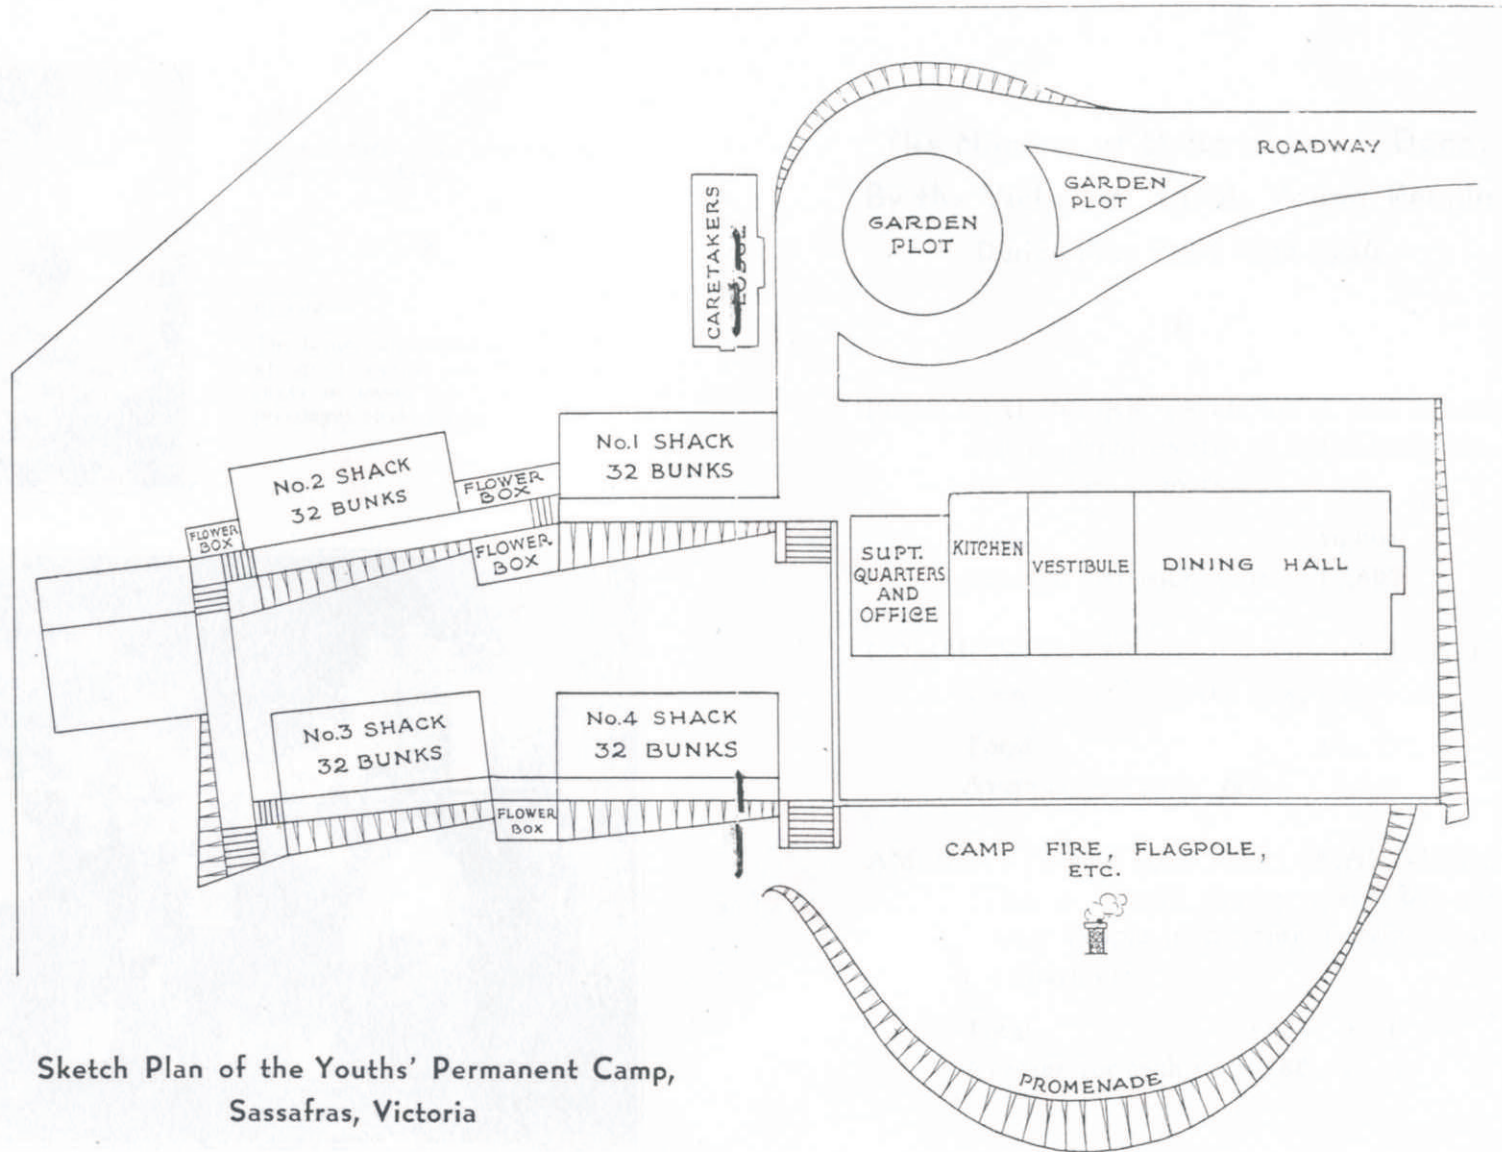 ROADWAY
GARDEN
PLOT
GARDEN
PLOT
CARETAKERS
No.1 SHACK
32 BUNKS
No.2 SHACK
32 BUNKS
FLOWER
BOX
FLOWER
BOX
FLOWER
BOX
SUPT.
QUARTERS
AND
OFFICE
KITCHEN
VESTIBULE
DINING HALL
No.3 SHACK
32 BUNKS
No.4 SHACK
32 BUNKS
FLOWER
BOX
CAMP FIRE, FLAGPOLE,
ETC.
PROMENADE
Sketch Plan of the Youths' Permanent Camp,
Sassafras, Victoria